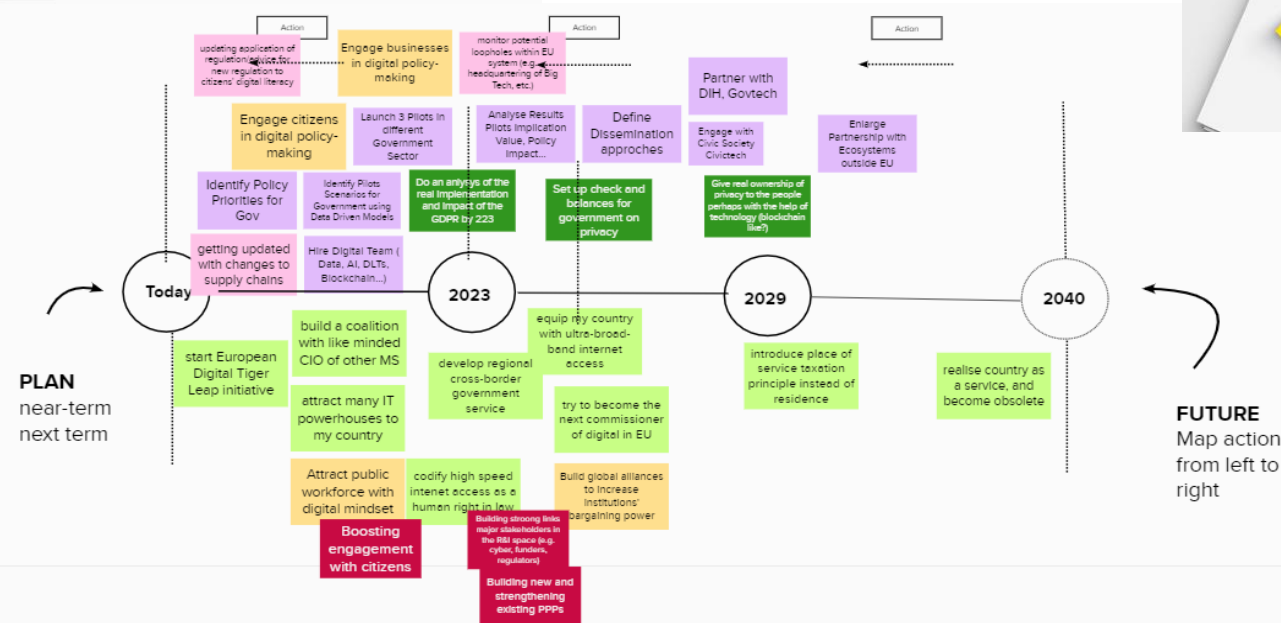 Action
Action
Action
updating application of
regulation/advice for
new regulation to
citizens' digital literacy
Engage businesses
in digital policy-
making
monitor potential
loopholes within EU
system (e.g.
headquartering of Big
Tech, etc.)
Partner with
DIH, Govtech
Engage citizens
in digital policy-
making
Launch 3 Pilots in
different
Government
Sector
Analyse Results
Pilots Implication
Value, Policy
Impact...
Define
Dissemination
approches
Engage with
Civic Society
Civictech
Enlarge
Partnership with
Ecosystems
outside EU
Identify Policy
Priorities for
Gov
Identify Pilots
Scenarios for
Government using
Data Driven Models
Do an anlysys of the
real implementation
and impact of the
GDPR by 223
Set up check and
balances for
government on
privacy
Give real ownership of
privacy to the people
perhaps with the help of
technology (blockchain
like?)
getting updated
with changes to
supply chains
Hire Digital Team (
Data, AI, DLTs,
Blockchain...)
Today
2023
2029
2040
PLAN
near-term
next term
start European
Digital Tiger
Leap initiative
build a coalition
with like minded
CIO of other MS
attract many IT
powerhouses to
my country
Attract public
workforce with
digital mindset
Boosting
engagement
with citizens
develop regional
cross-border
government
service
codify high speed
intenet access as a
human right in law
Building stroong links
major stakeholders in
the R&I space (e.g.
cyber, funders,
regulators)
Building new and
strengthening
existing PPPs
equip my country
with ultra-broad-
band internet
access
try to become the
next commissioner
of digital in EU
Build global alliances
to increase
institutions'
bargaining power
introduce place of
service taxation
principle instead of
residence
realise country as
a service, and
become obsolete
FUTURE
Map action
from left to
right